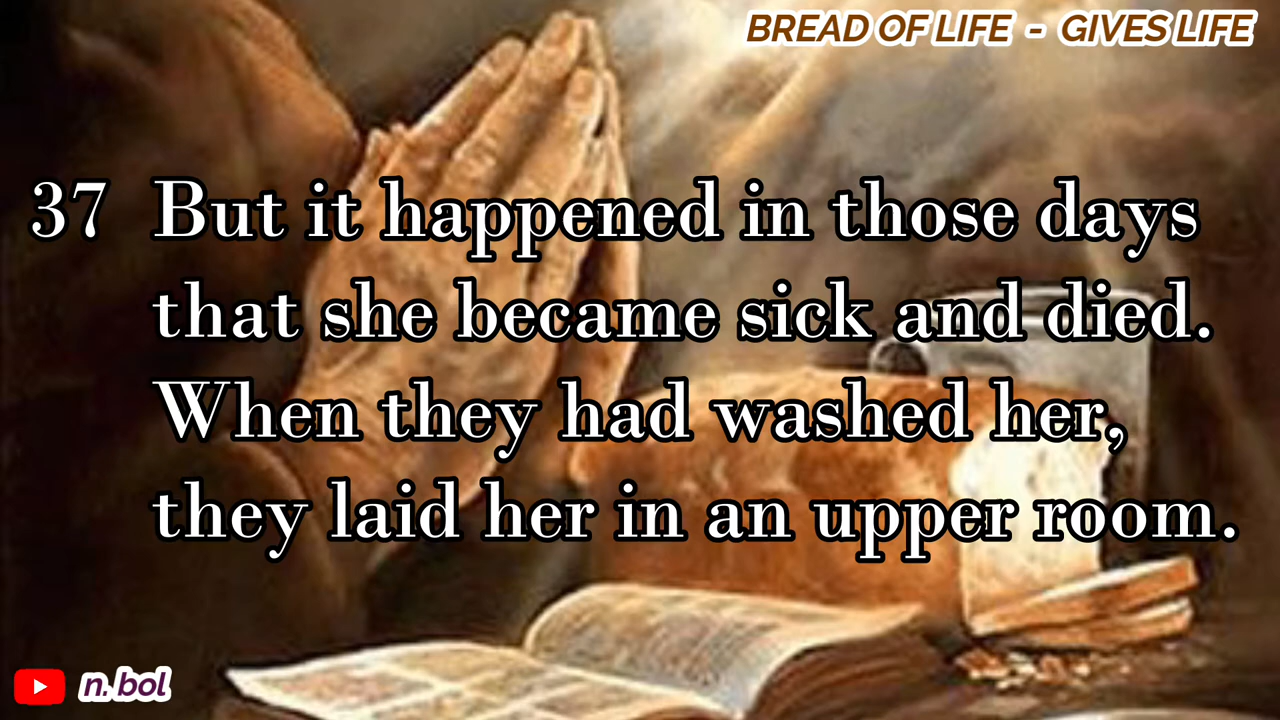 BREAD OF LIFE - GIVES LIFE
37 But it happened in those days
that she became sick and died.
When they had washed her,
they laid her in an upper room.
n. bol